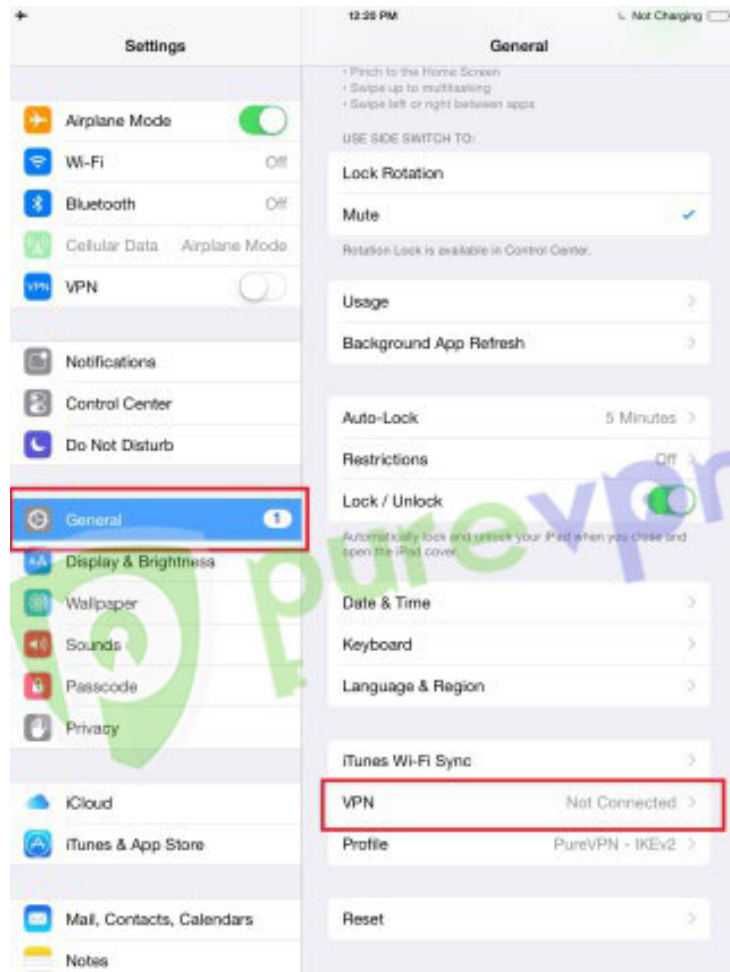 12:20 PM
Not Charging
Settings
General
Airplane Mode
Wi-Fi Off
Bluetooth Off
Cellular Data Airplane Mode
VPN VPN
Notifications
Control Center
Do Not Disturb
General 1
AA Display & Brightness
Wallpaper
Sounds
Passcode
Privacy
iCloud
iTunes & App Store
Mail, Contacts, Calendars
Notes
• Pinch to the Home Screen
• Swipe up to multitasking
• Swipe left or right between apps
USE SIDE SWITCH TO:
Lock Rotation
Mute
Rotation Lock is available in Control Center.
Usage
Background App Refresh
Auto-Lock 5 Minutes
Restrictions Off
Lock / Unlock
Automatically lock and unlock your iPad when you close and
open the iPad cover.
Date & Time
Keyboard
Language & Region
iTunes Wi-Fi Sync
VPN Not Connected
Profile PureVPN - IKEv2
Reset
purevpn